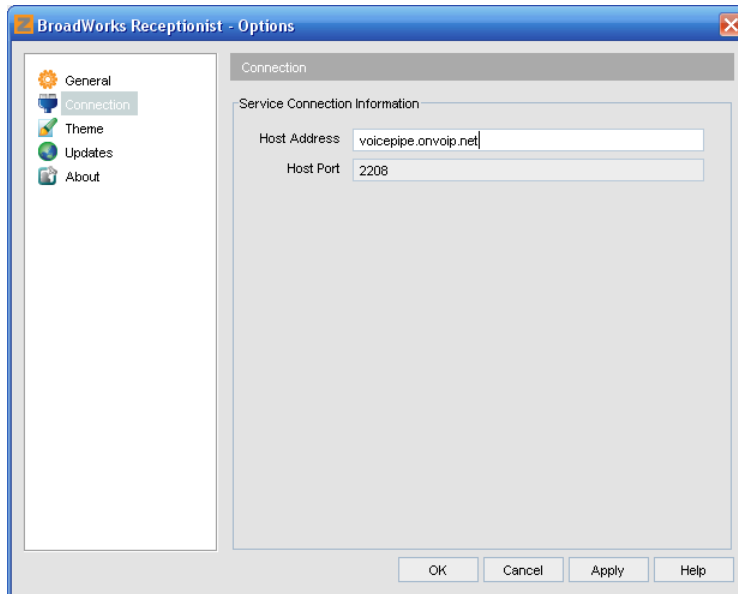 BroadWorks Receptionist - Options
General
Connection
Theme
Updates
About
Connection
Service Connection Information
Host Address voicepipe.onvoip.net
Host Port 2208
OK Cancel Apply Help